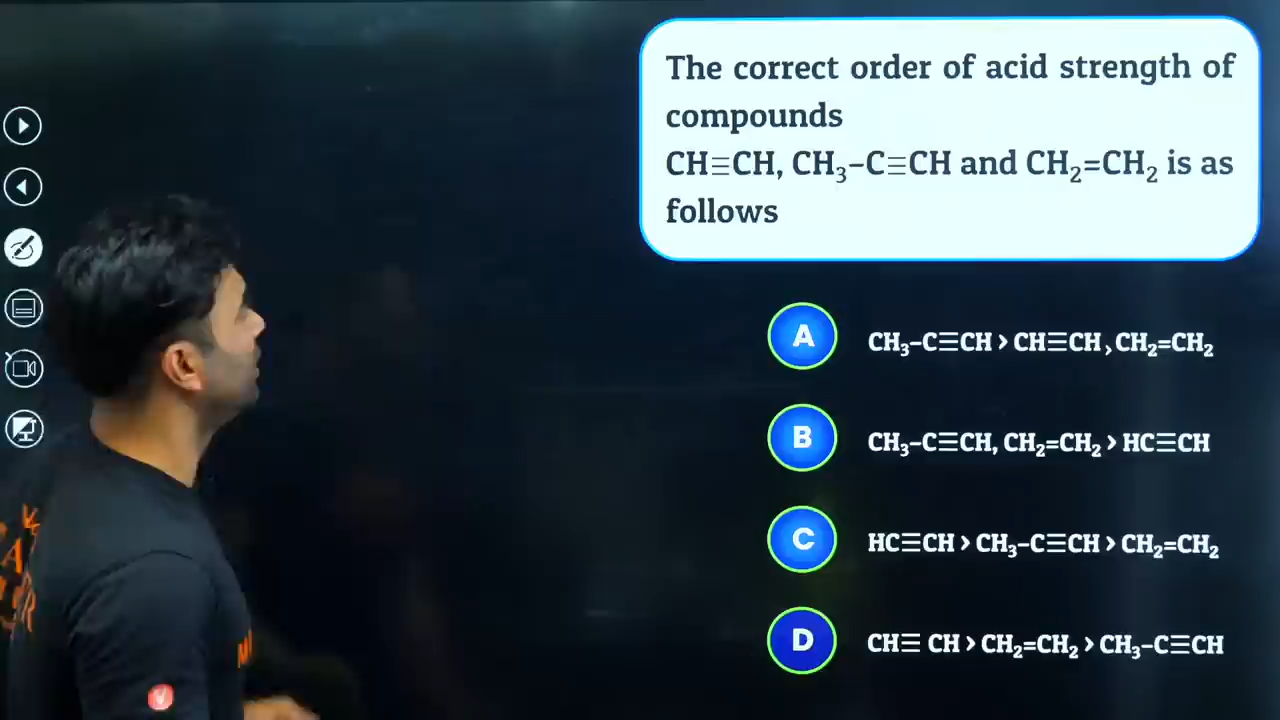 The correct order of acid strength of
compounds
CH≡CH, CH₃–C≡CH and CH₂=CH₂ is as
follows
A CH₃–C≡CH > CH≡CH, CH₂=CH₂
B CH₃–C≡CH, CH₂=CH₂ > HC≡CH
C HC≡CH > CH₃–C≡CH > CH₂=CH₂
D CH≡ CH > CH₂=CH₂ > CH₃–C≡CH